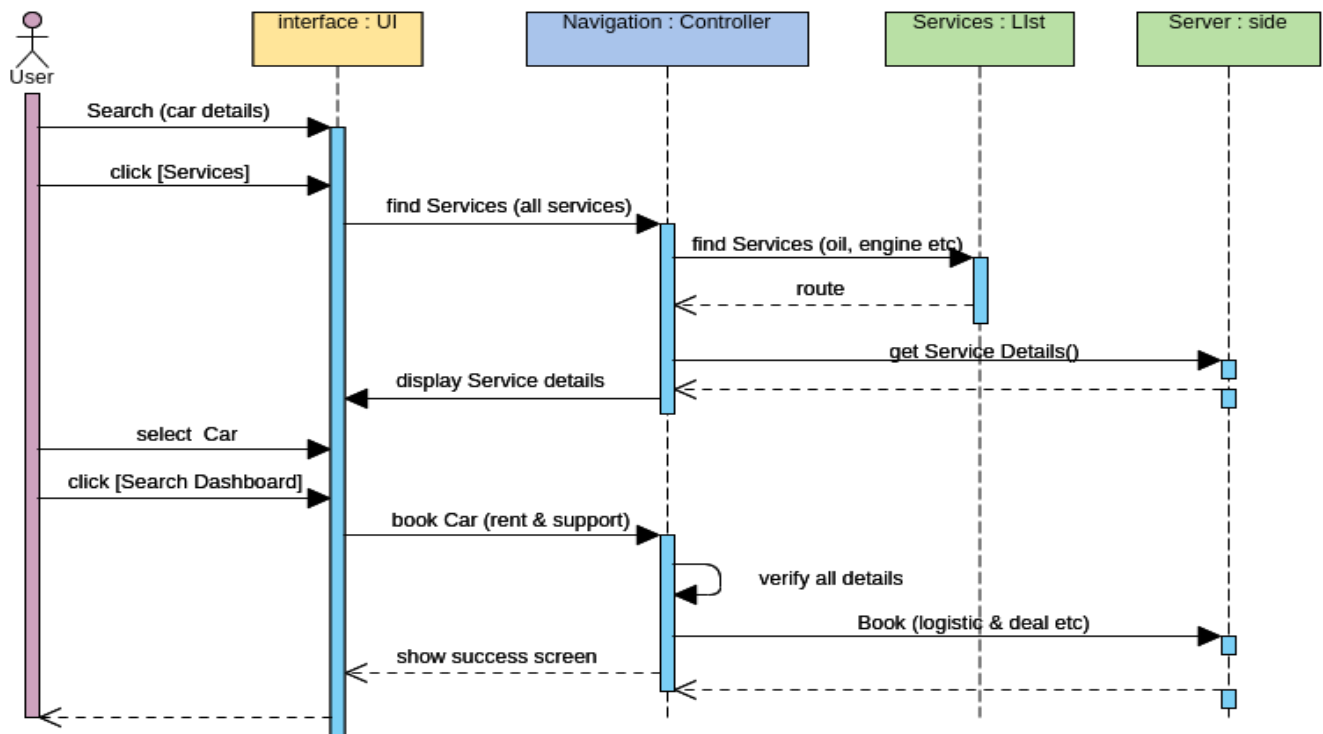 interface : UI
Navigation : Controller
Services : LIst
Server : side
User
Search (car details)
click [Services]
find Services (all services)
find Services (oil, engine etc)
route
get Service Details()
display Service details
select Car
click [Search Dashboard]
book Car (rent & support)
verify all details
Book (logistic & deal etc)
show success screen